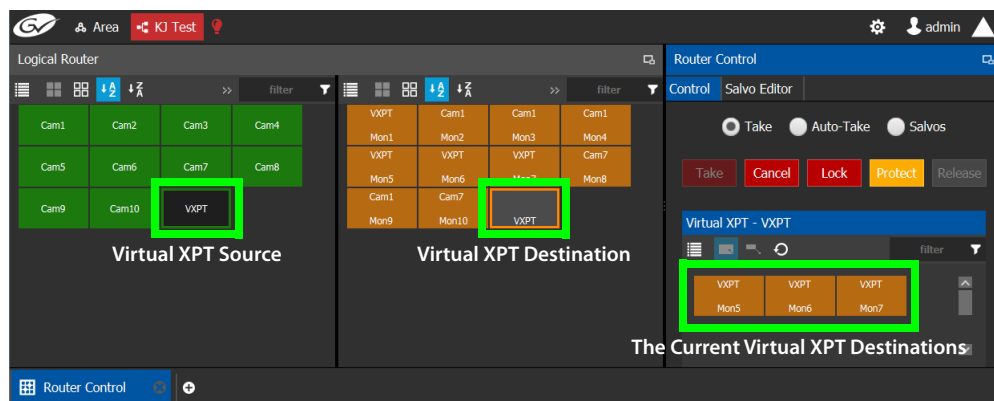 GV Area KJ Test admin
Logical Router
filter
Cam1 Cam2 Cam3 Cam4
Cam5 Cam6 Cam7 Cam8
Cam9 Cam10 VXPT
Virtual XPT Source
filter
VXPT Cam1 Cam1 Cam1
Mon1 Mon2 Mon3 Mon4
VXPT VXPT VXPT Cam7
Mon5 Mon6 Mon7 Mon8
Cam1 Cam7
Mon9 Mon10 VXPT
Virtual XPT Destination
Router Control
Control Salvo Editor
Take Auto-Take Salvos
Take Cancel Lock Protect Release
Virtual XPT - VXPT
filter
VXPT VXPT VXPT
Mon5 Mon6 Mon7
The Current Virtual XPT Destinations
Router Control